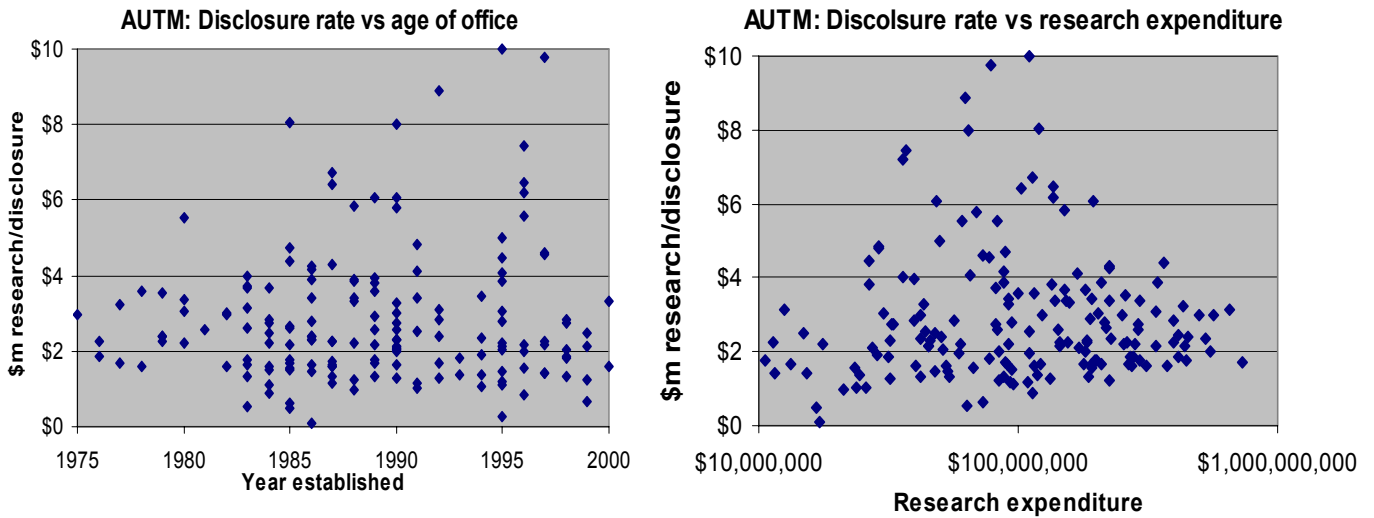 AUTM: Disclosure rate vs age of office
$m research/disclosure
$10
$8
$6
$4
$2
$0
1975 1980 1985 1990 1995 2000
Year established
AUTM: Discolsure rate vs research expenditure
$m research/disclosure
$10
$8
$6
$4
$2
$0
$10,000,000 $100,000,000 $1,000,000,000
Research expenditure